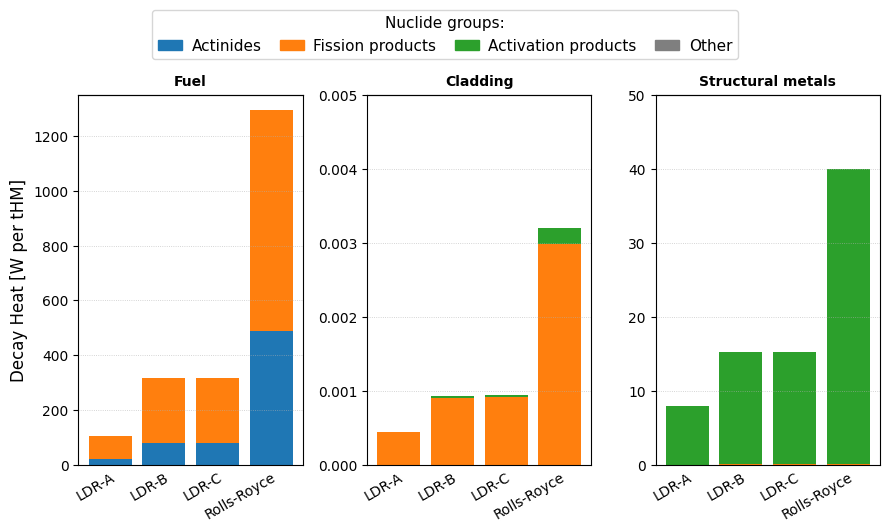 Nuclide groups:
Actinides Fission products Activation products Other
Fuel
Cladding
Structural metals
Decay Heat [W per tHM]
1200
1000
800
600
400
200
0
LDR-A
LDR-B
LDR-C
Rolls-Royce
0.005
0.004
0.003
0.002
0.001
0.000
LDR-A
LDR-B
LDR-C
Rolls-Royce
50
40
30
20
10
0
LDR-A
LDR-B
LDR-C
Rolls-Royce